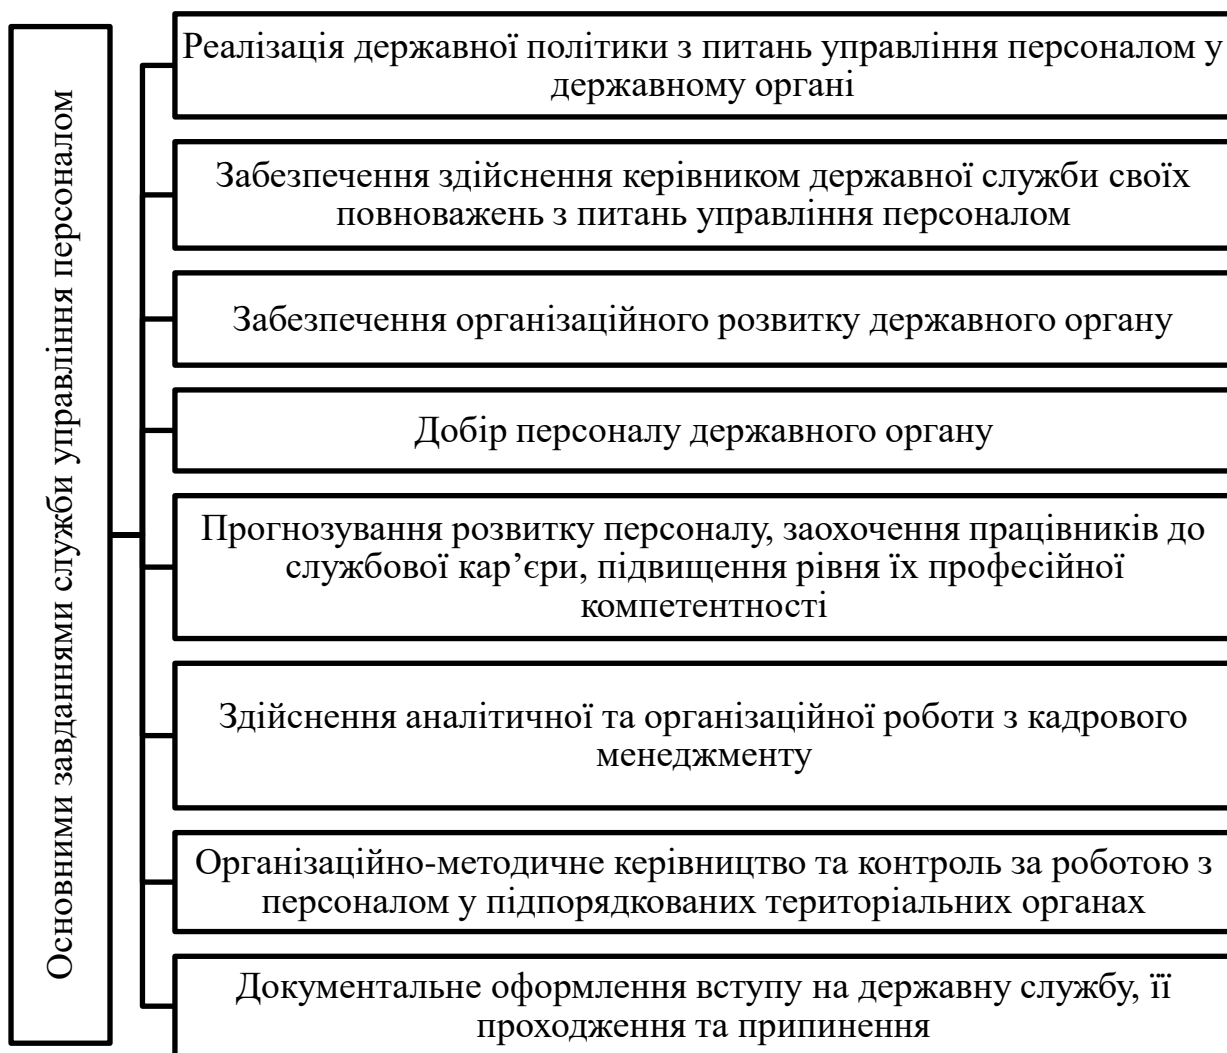 Основними завданнями служби управління персоналом
Реалізація державної політики з питань управління персоналом у
державному органі
Забезпечення здійснення керівником державної служби своїх
повноважень з питань управління персоналом
Забезпечення організаційного розвитку державного органу
Добір персоналу державного органу
Прогнозування розвитку персоналу, заохочення працівників до
службової кар’єри, підвищення рівня їх професійної
компетентності
Здійснення аналітичної та організаційної роботи з кадрового
менеджменту
Організаційно-методичне керівництво та контроль за роботою з
персоналом у підпорядкованих територіальних органах
Документальне оформлення вступу на державну службу, її
проходження та припинення